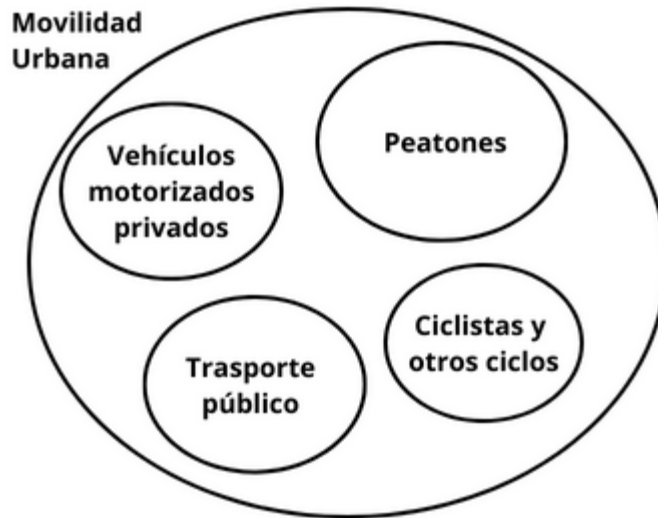 Movilidad
Urbana
Vehículos
motorizados
privados
Peatones
Trasporte
público
Ciclistas y
otros ciclos